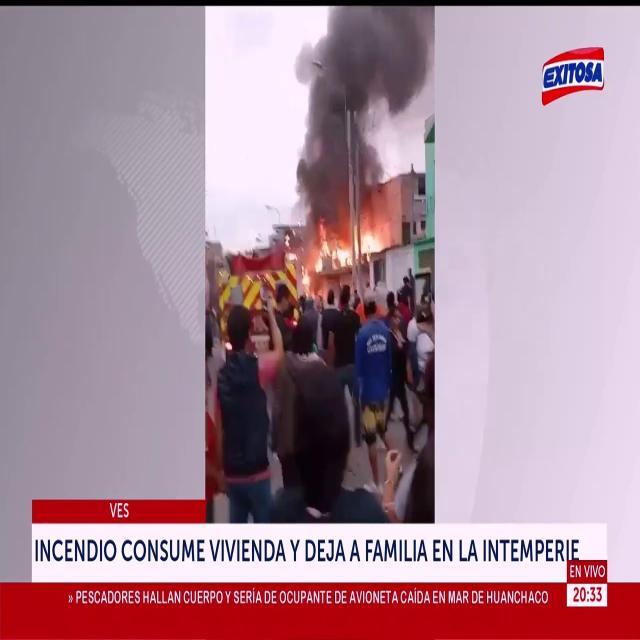 EXITOSA
VES
INCENDIO CONSUME VIVIENDA Y DEJA A FAMILIA EN LA INTEMPERIE
EN VIVO
» PESCADORES HALLAN CUERPO Y SERÍA DE OCUPANTE DE AVIONETA CAÍDA EN MAR DE HUANCHACO
20:33